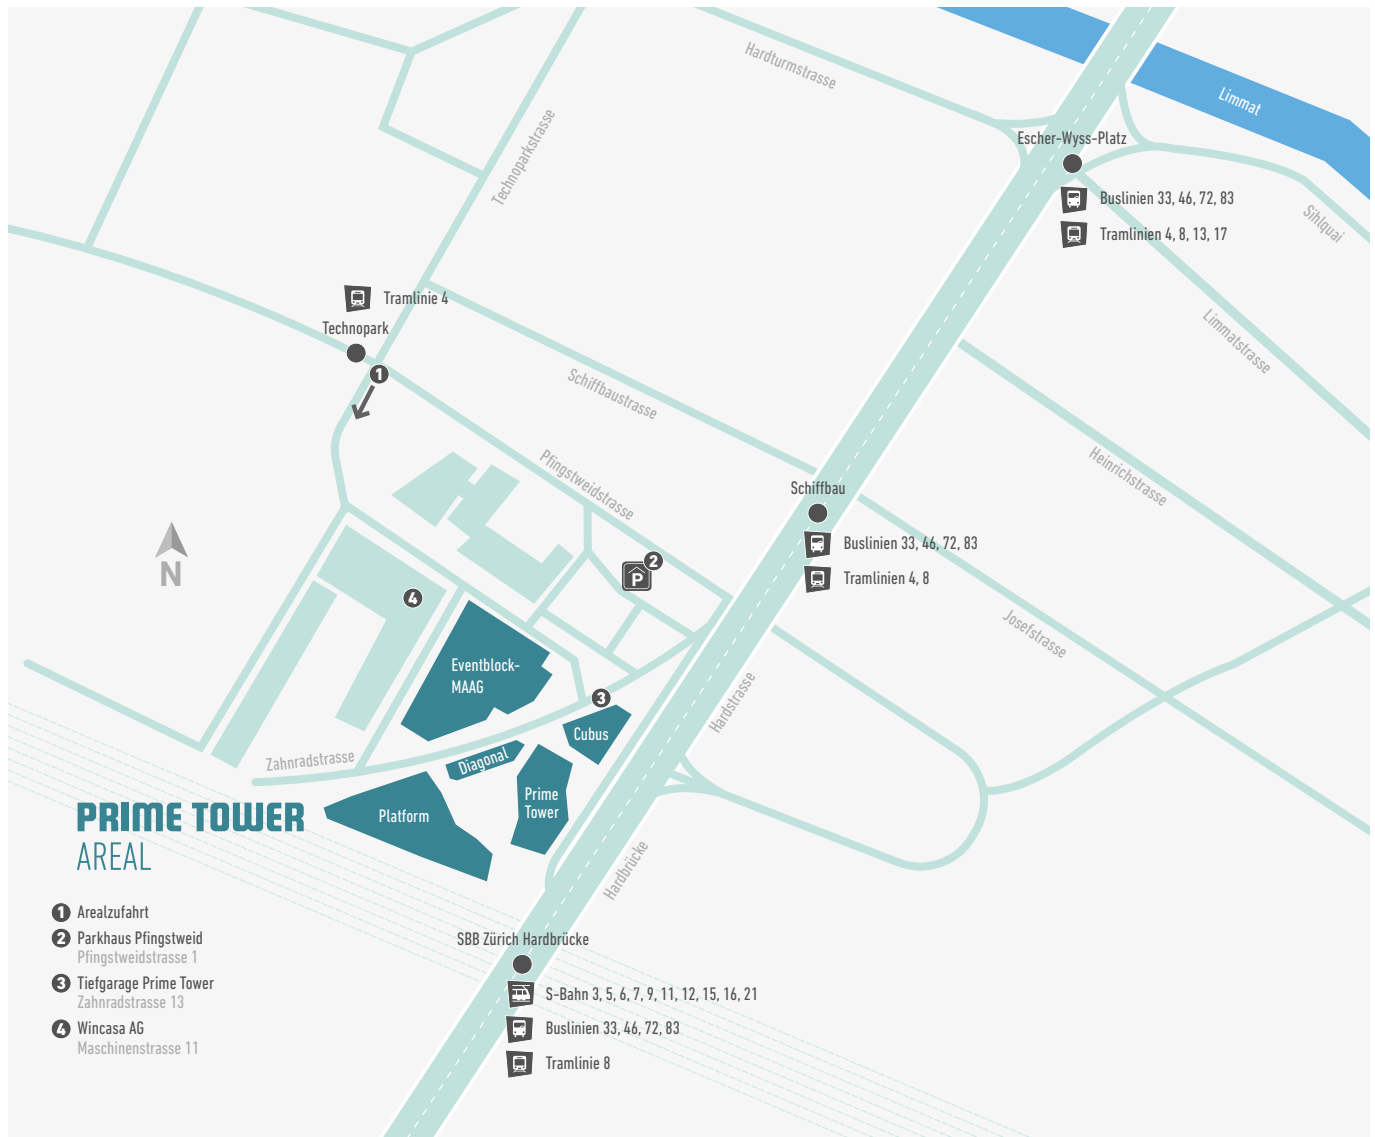 Hardturmstrasse
Limmat
Escher-Wyss-Platz
Technoparkstrasse
Buslinien 33, 46, 72, 83
Sihlquai
Tramlinien 4, 8, 13, 17
Tramlinie 4
Technopark
Limmatstrasse
1
Schiffbaustrasse
Pfingstweidstrasse
Heinrichstrasse
Schiffbau
Buslinien 33, 46, 72, 83
Tramlinien 4, 8
N
2
P
4
Josefstrasse
Eventblock-
MAAG
3
Hardstrasse
Cubus
Zahnradstrasse
Diagonal
Prime
Tower
Platform
PRIME TOWER
AREAL
Hardbrücke
1 Arealzufahrt
2 Parkhaus Pfingstweid
Pfingstweidstrasse 1
3 Tiefgarage Prime Tower
Zahnradstrasse 13
4 Wincasa AG
Maschinenstrasse 11
SBB Zürich Hardbrücke
S-Bahn 3, 5, 6, 7, 9, 11, 12, 15, 16, 21
Buslinien 33, 46, 72, 83
Tramlinie 8